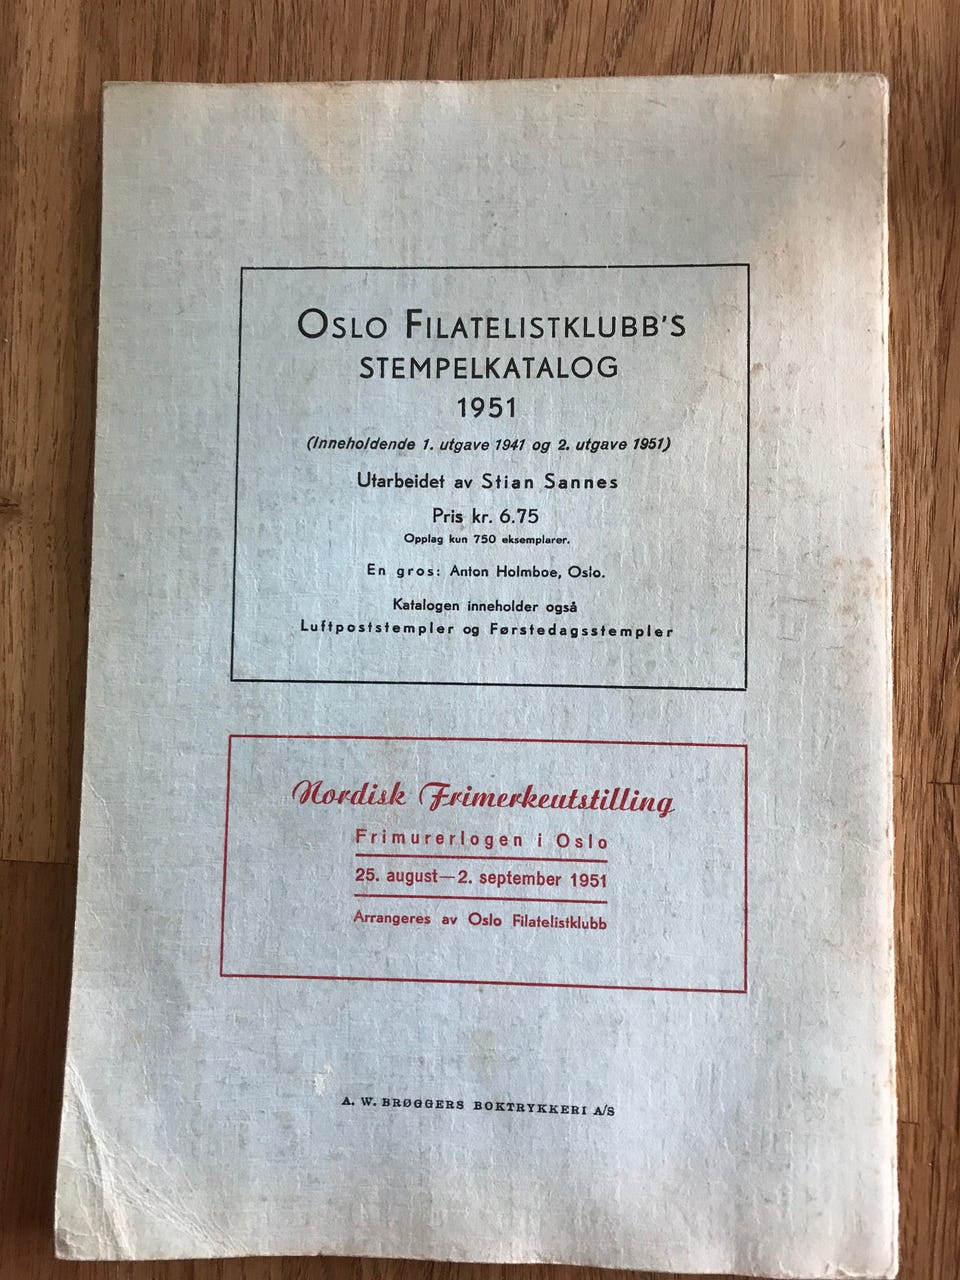 OSLO FILATELISTKLUBB'S
STEMPELKATALOG
1951
(Inneholdende 1. utgave 1941 og 2. utgave 1951)
Utarbeidet av Stian Sannes
Pris kr. 6.75
Opplag kun 750 eksemplarer.
En gros: Anton Holmboe, Oslo.
Katalogen inneholder også
Luftpoststempler og Førstedagsstempler
Nordisk Frimerkeutstilling
Frimurerlogen i Oslo
25. august—2. september 1951
Arrangeres av Oslo Filatelistklubb
A. W. BRØGGERS BOKTRYKKERI A/S